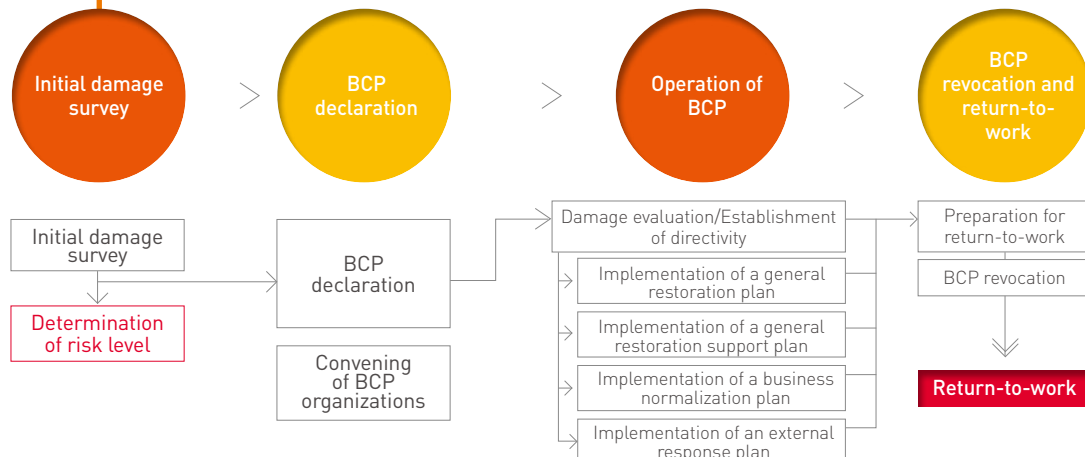 Initial damage
survey
BCP
declaration
Operation of
BCP
BCP
revocation and
return-to-
work
Initial damage
survey
Determination
of risk level
BCP
declaration
Convening
of BCP
organizations
Damage evaluation/Establishment
of directivity
Implementation of a general
restoration plan
Implementation of a general
restoration support plan
Implementation of a business
normalization plan
Implementation of an external
response plan
Preparation for
return-to-work
BCP revocation
Return-to-work